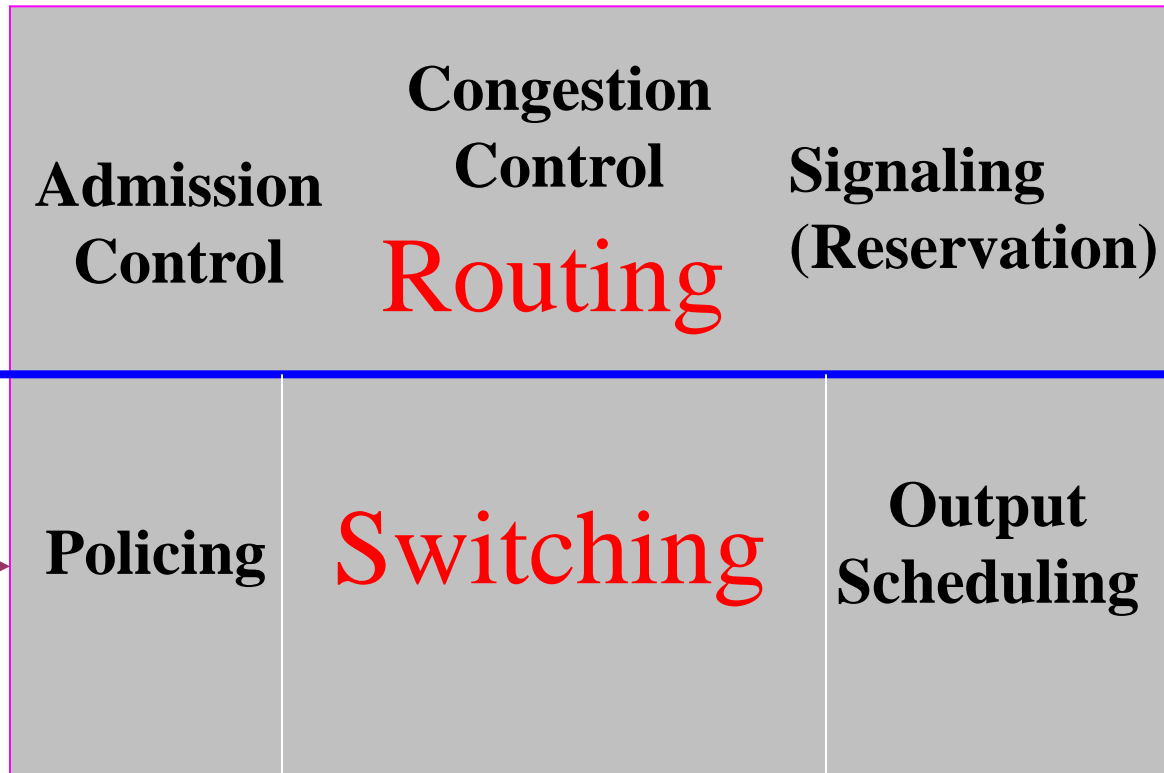 Congestion
Control
Admission
Control
Signaling
(Reservation)
Routing
Policing
Switching
Output
Scheduling